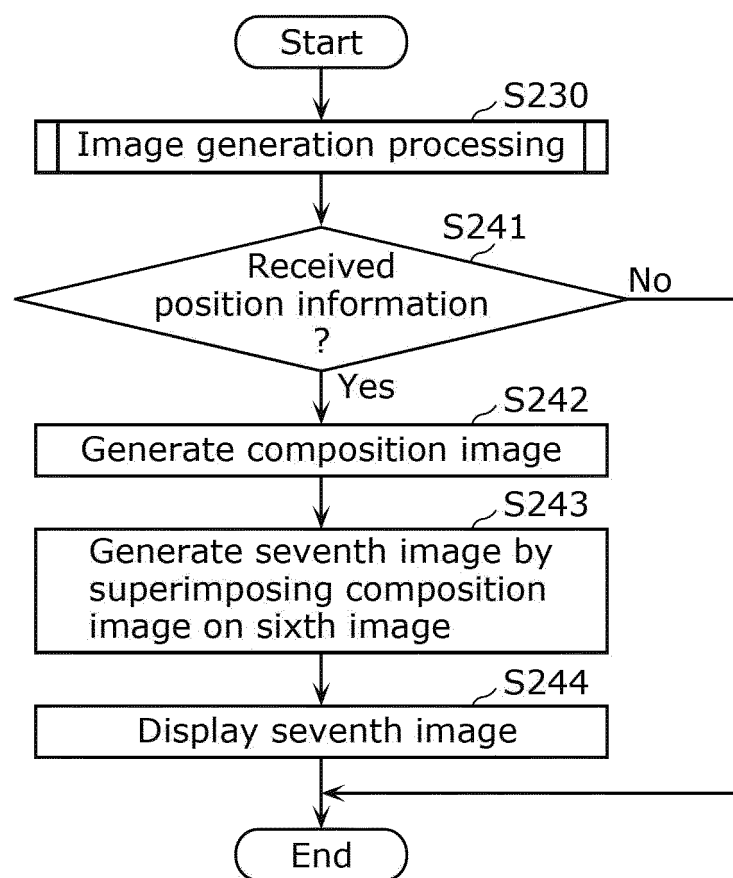 Start
S230
Image generation processing
S241
Received
position information
?
No
Yes
S242
Generate composition image
S243
Generate seventh image by
superimposing composition
image on sixth image
S244
Display seventh image
End